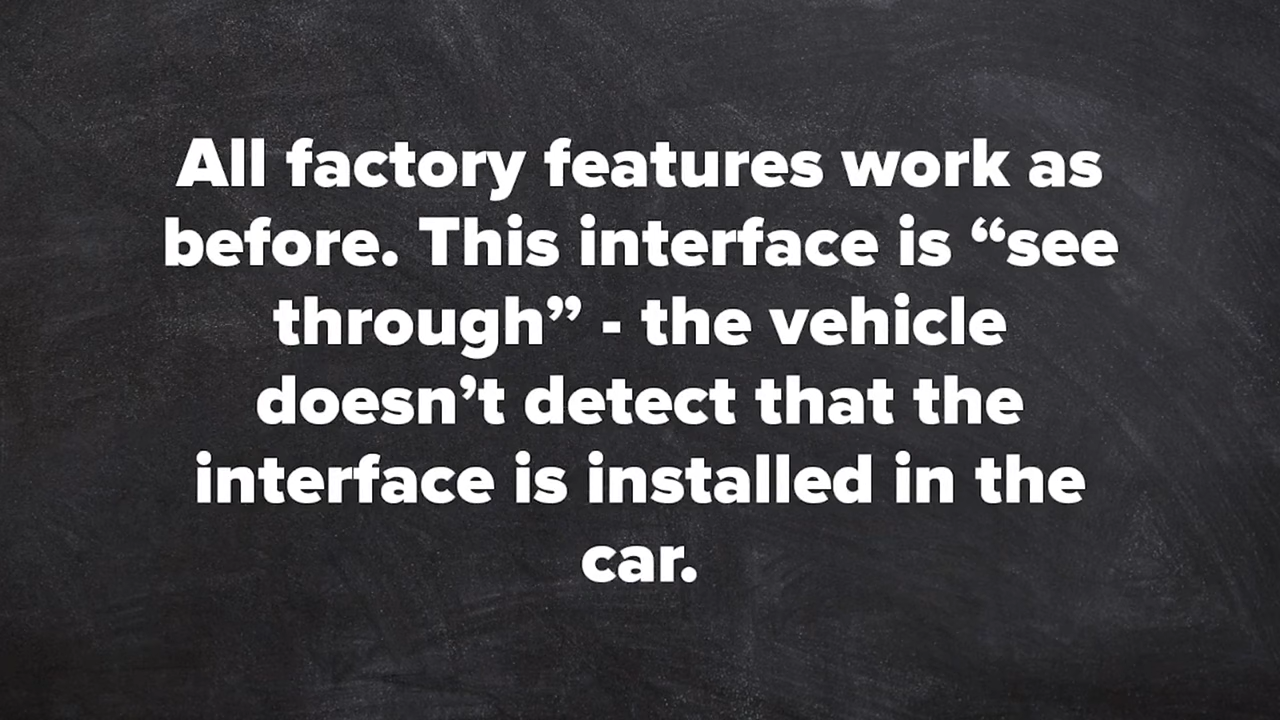 All factory features work as
before. This interface is “see
through” - the vehicle
doesn’t detect that the
interface is installed in the
car.